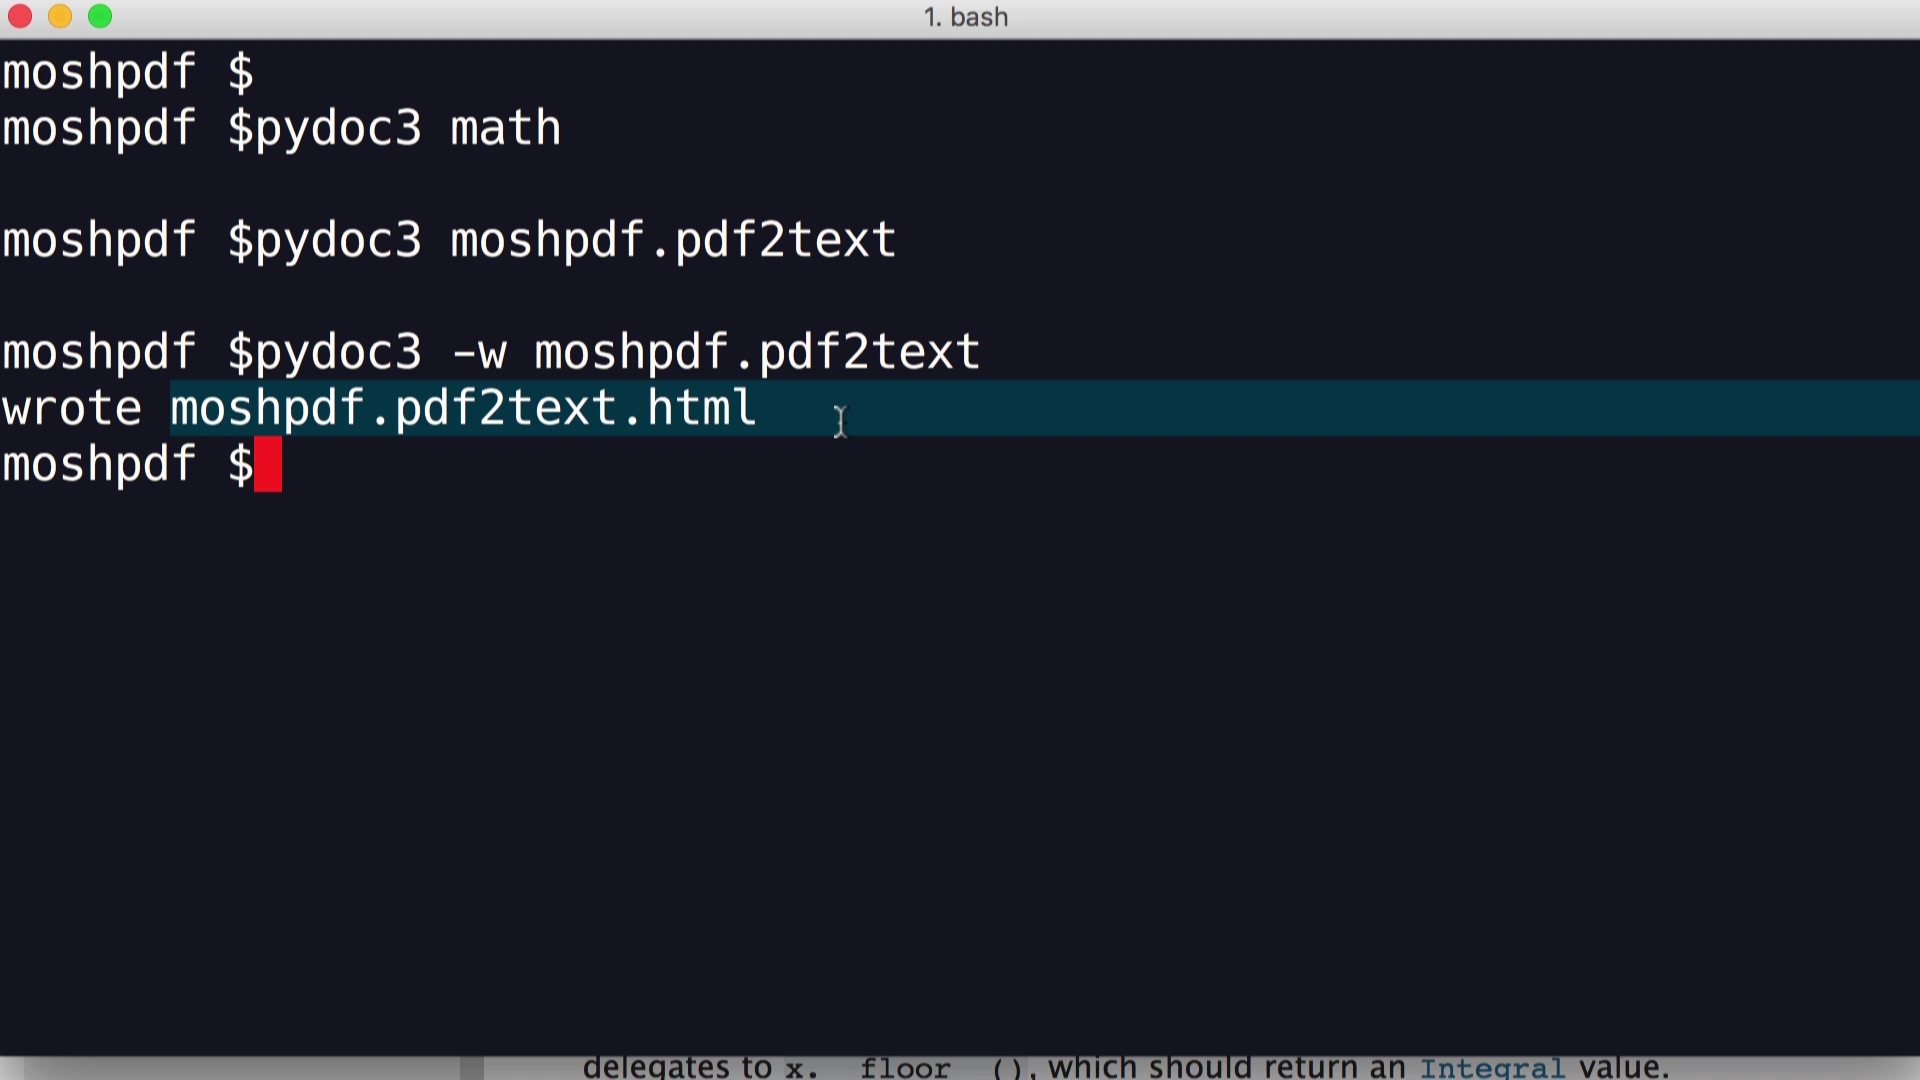 1. bash
moshpdf $
moshpdf $pydoc3 math
moshpdf $pydoc3 moshpdf.pdf2text
moshpdf $pydoc3 -w moshpdf.pdf2text
wrote moshpdf.pdf2text.html
moshpdf $
delegates to x.__floor__(), which should return an Integral value.